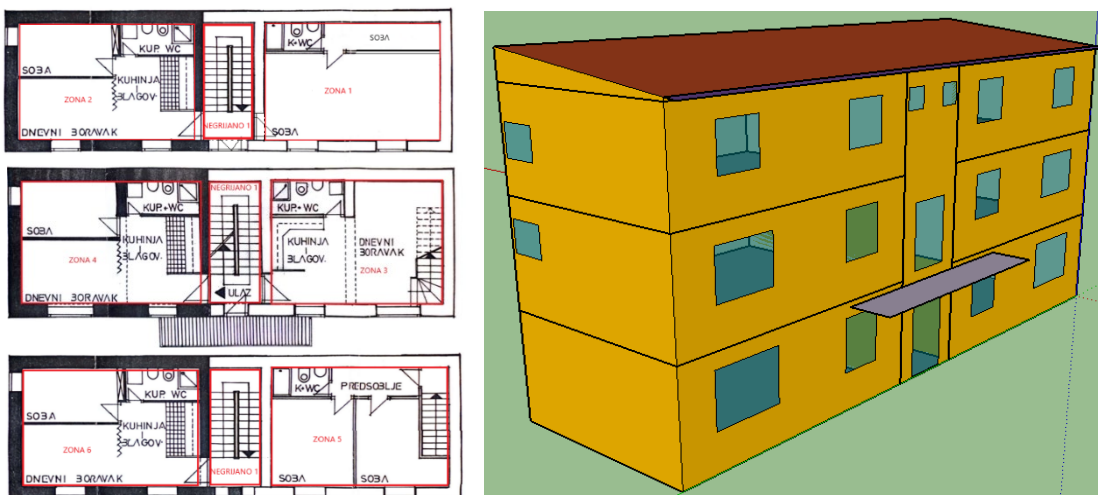 KUP. WC
K+WC
SOBA
SOBA
KUHINJA
I
BLAGOV.
ZONA 2
ZONA 1
NEGRIJANO 1
DNEVNI BORAVAK
SOBA
NEGRIJANO 1
KUP.+WC
KUP.+WC
SOBA
KUHINJA
I
BLAGOV.
KUHINJA
I
BLAGOV.
DNEVNI
BORAVAK
ZONA 4
ZONA 3
ULAZ
DNEVNI BORAVAK
KUP. WC
K+WC
PREDSOBLJE
SOBA
KUHINJA
I
BLAGOV.
ZONA 6
ZONA 5
NEGRIJANO 1
DNEVNI BORAVAK
SOBA
SOBA